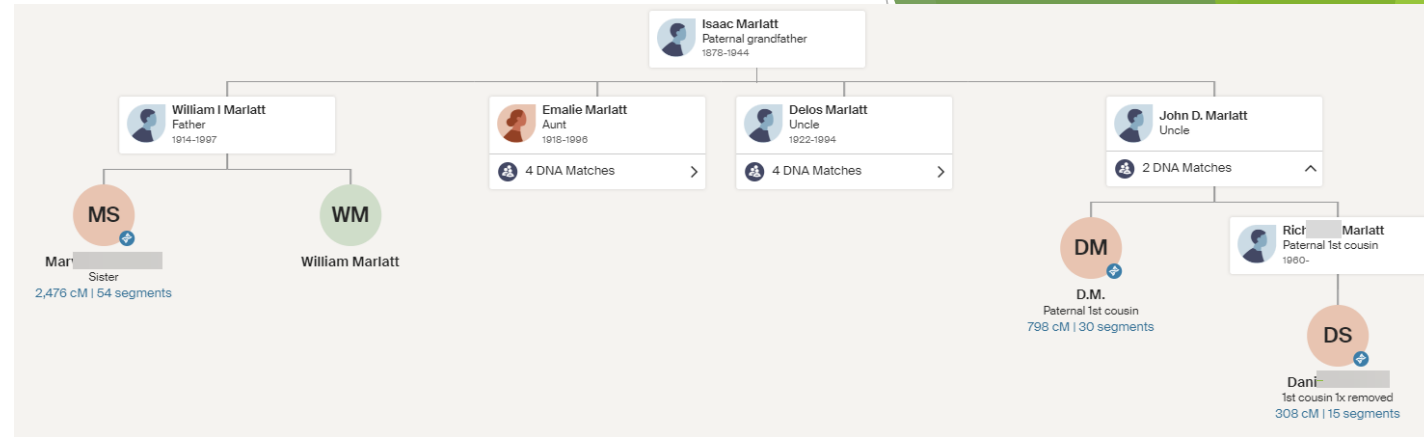 Isaac Marlatt
Paternal grandfather
1878-1944
William I Marlatt
Father
1914-1997
Emalie Marlatt
Aunt
1918-1996
4 DNA Matches
Delos Marlatt
Uncle
1922-1994
4 DNA Matches
John D. Marlatt
Uncle
2 DNA Matches
MS
Mary
Sister
2,476 cM | 54 segments
WM
William Marlatt
DM
D.M.
Paternal 1st cousin
798 cM | 30 segments
Rich Marlatt
Paternal 1st cousin
1960-
DS
Dani
1st cousin 1x removed
308 cM | 15 segments